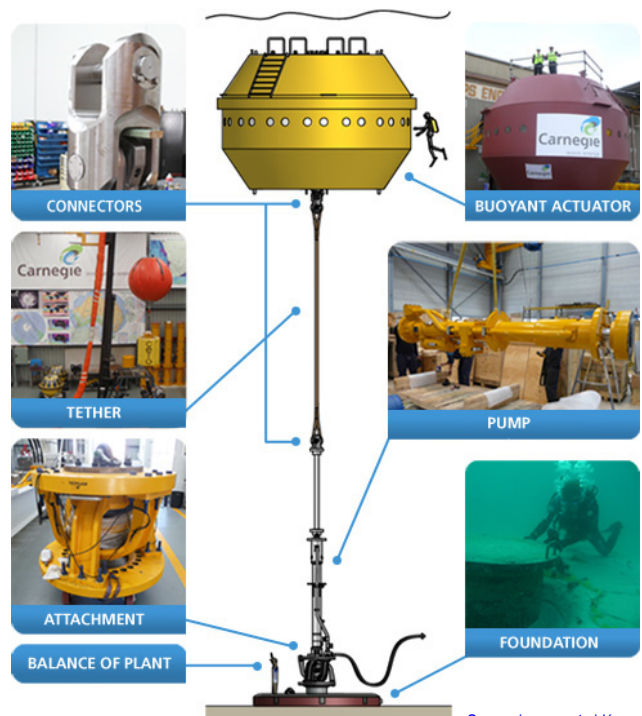 CONNECTORS
BUOYANT ACTUATOR
Carnegie
Carnegie
TETHER
PUMP
ATTACHMENT
BALANCE OF PLANT
FOUNDATION